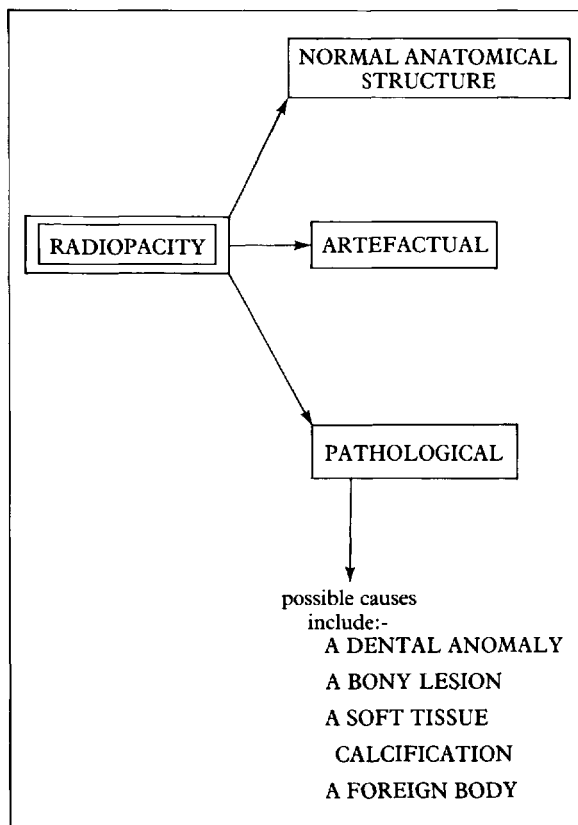 NORMAL ANATOMICAL
STRUCTURE
RADIOPACITY
ARTEFACTUAL
PATHOLOGICAL
possible causes
include:-
A DENTAL ANOMALY
A BONY LESION
A SOFT TISSUE
CALCIFICATION
A FOREIGN BODY